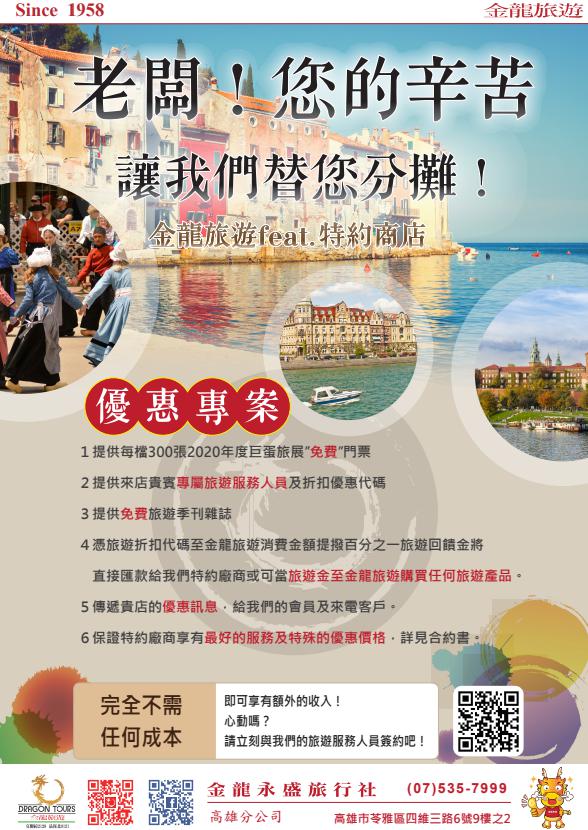 Since 1958
金龍旅遊
老闆！您的辛苦
讓我們替您分攤！
金龍旅遊feat.特約商店
優惠專案
1 提供每檔300張2020年度巨蛋旅展"免費"門票
2 提供來店貴賓專屬旅遊服務人員及折扣優惠代碼
3 提供免費旅遊季刊雜誌
4 憑旅遊折扣代碼至金龍旅遊消費金額提撥百分之一旅遊回饋金將
直接匯款給我們特約廠商或可當旅遊金至金龍旅遊購買任何旅遊產品。
5 傳遞貴店的優惠訊息，給我們的會員及來電客戶。
6 保證特約廠商享有最好的服務及特殊的優惠價格，詳見合約書。
完全不需
任何成本
即可享有額外的收入！
心動嗎？
請立刻與我們的旅遊服務人員簽約吧！
DRAGON TOURS
金龍永盛旅行社
(07)535-7999
高雄分公司
高雄市苓雅區四維三路6號9樓之2